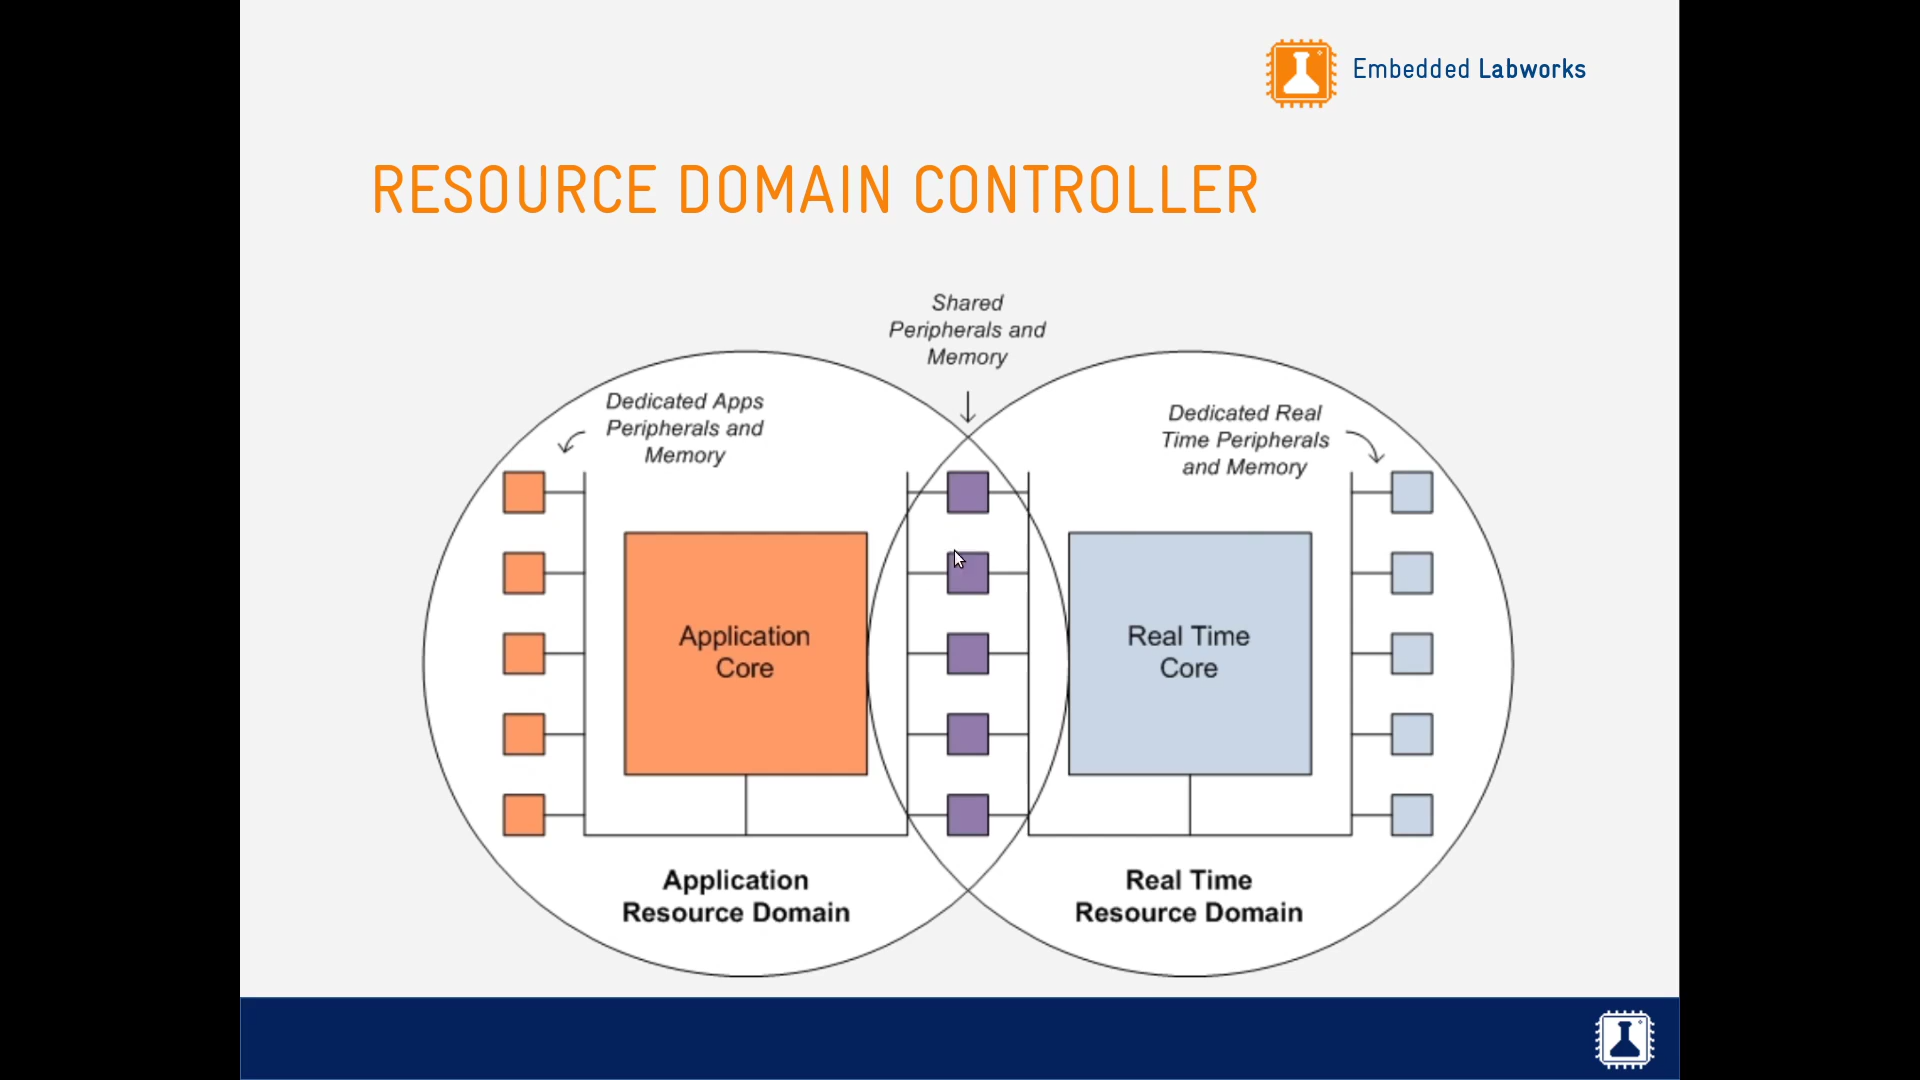 Embedded Labworks
RESOURCE DOMAIN CONTROLLER
Shared
Peripherals and
Memory
Dedicated Apps
Peripherals and
Memory
Dedicated Real
Time Peripherals
and Memory
Application
Core
Real Time
Core
Application
Resource Domain
Real Time
Resource Domain